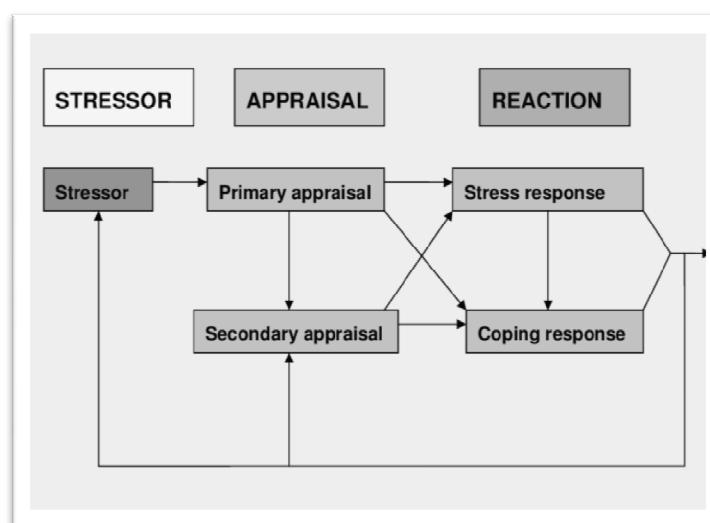 STRESSOR
APPRAISAL
REACTION
Stressor
Primary appraisal
Stress response
Secondary appraisal
Coping response